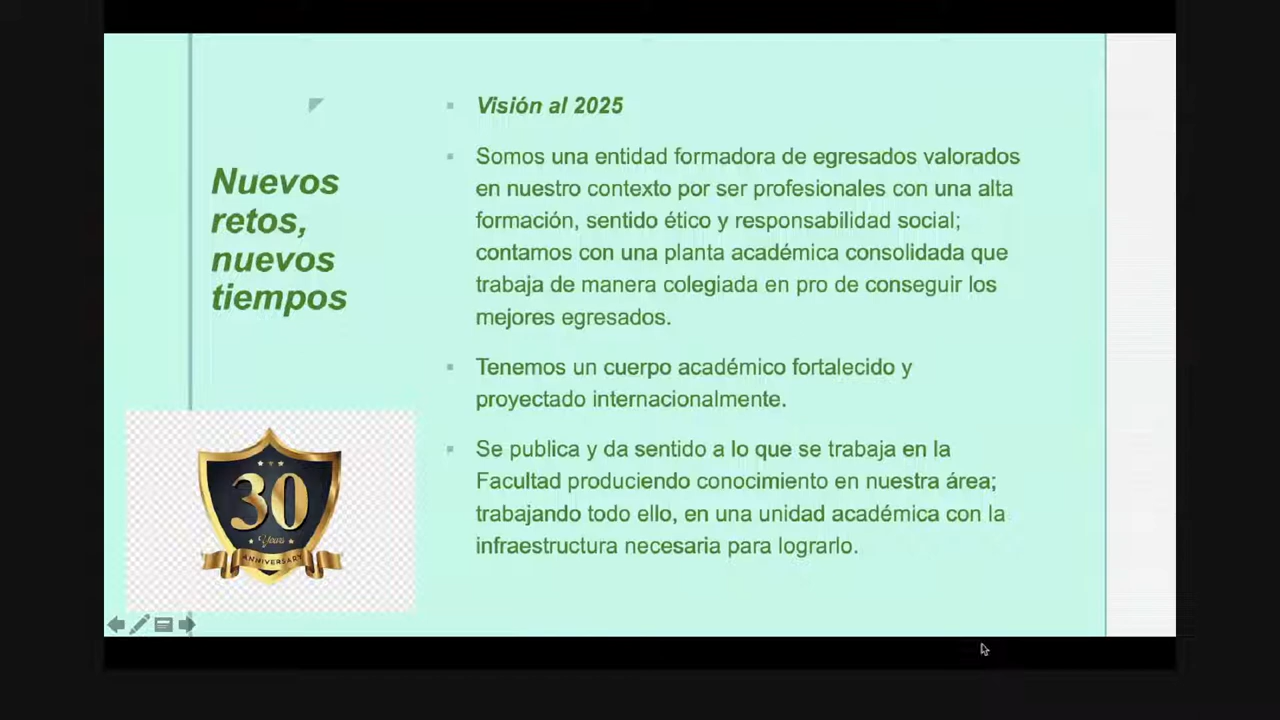 Nuevos
retos,
nuevos
tiempos
Visión al 2025
Somos una entidad formadora de egresados valorados
en nuestro contexto por ser profesionales con una alta
formación, sentido ético y responsabilidad social;
contamos con una planta académica consolidada que
trabaja de manera colegiada en pro de conseguir los
mejores egresados.
Tenemos un cuerpo académico fortalecido y
proyectado internacionalmente.
Se publica y da sentido a lo que se trabaja en la
Facultad produciendo conocimiento en nuestra área;
trabajando todo ello, en una unidad académica con la
infraestructura necesaria para lograrlo.
30
Years
ANNIVERSARY